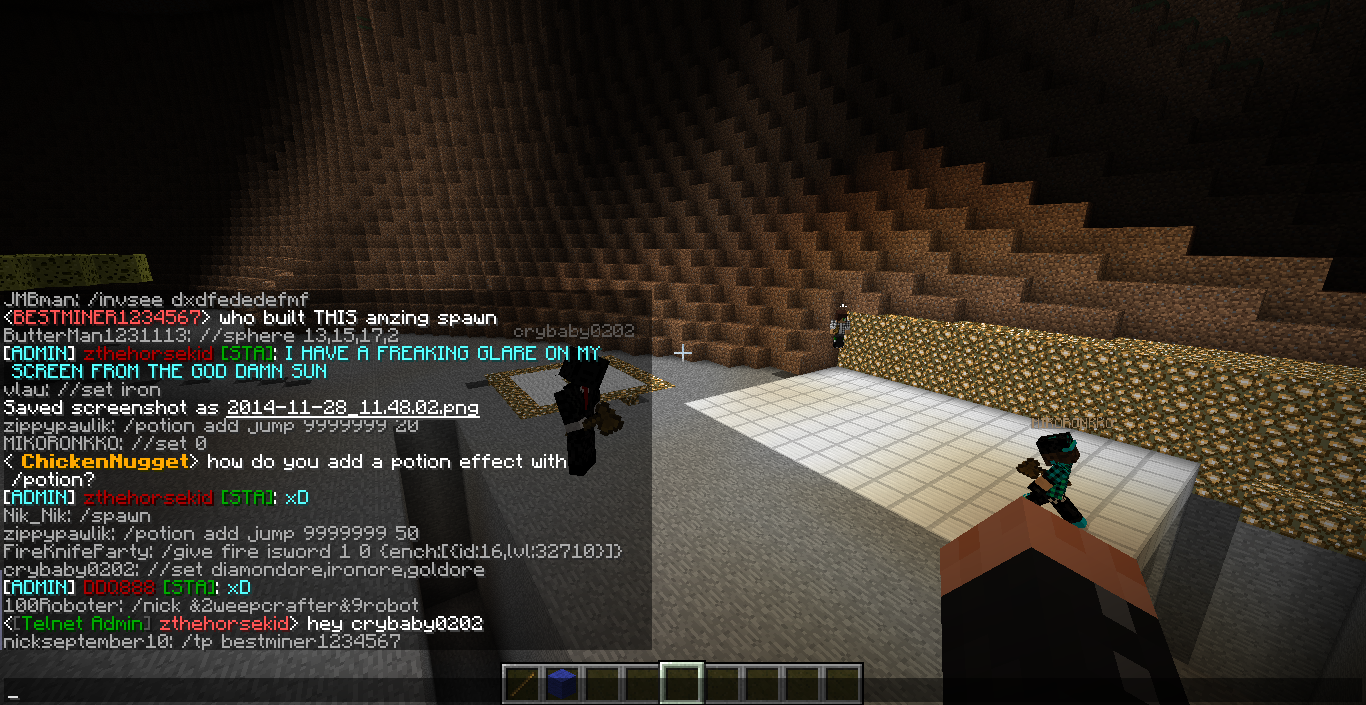 JMBman: /invsee dxdfededefmf
<BESTMINER1234567> who built THIS amzing spawn
ButterMan1231113: //sphere 13,15,17,2
crybaby0202
[ADMIN] zthehorsekid [STA]: I HAVE A FREAKING GLARE ON MY
SCREEN FROM THE GOD DAMN SUN
vlau: //set iron
Saved screenshot as 2014-11-28_11.48.02.png
zippypawlik: /potion add jump 9999999 20
MIKORONKKO
MIKORONKKO: //set 0
< ChickenNugget> how do you add a potion effect with
/potion?
[ADMIN] zthehorsekid [STA]: xD
Nik_Nik: /spawn
zippypawlik: /potion add jump 9999999 50
FireKnifeParty: /give fire isword 1 0 {ench:[{id:16,lvl:32710}]}
crybaby0202: //set diamondore,ironore,goldore
[ADMIN] DDQ888 [STA]: xD
100Roboter: /nick &2weepcrafter&9robot
<[Telnet Admin] zthehorsekid> hey crybaby0202
nickseptember10: /tp bestminer1234567
_